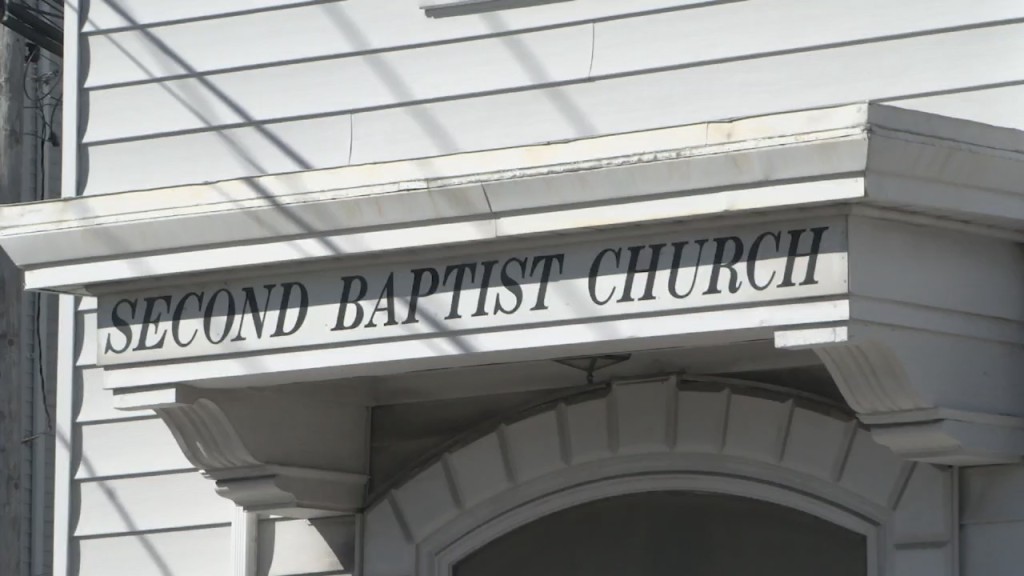 SECOND BAPTIST CHURCH